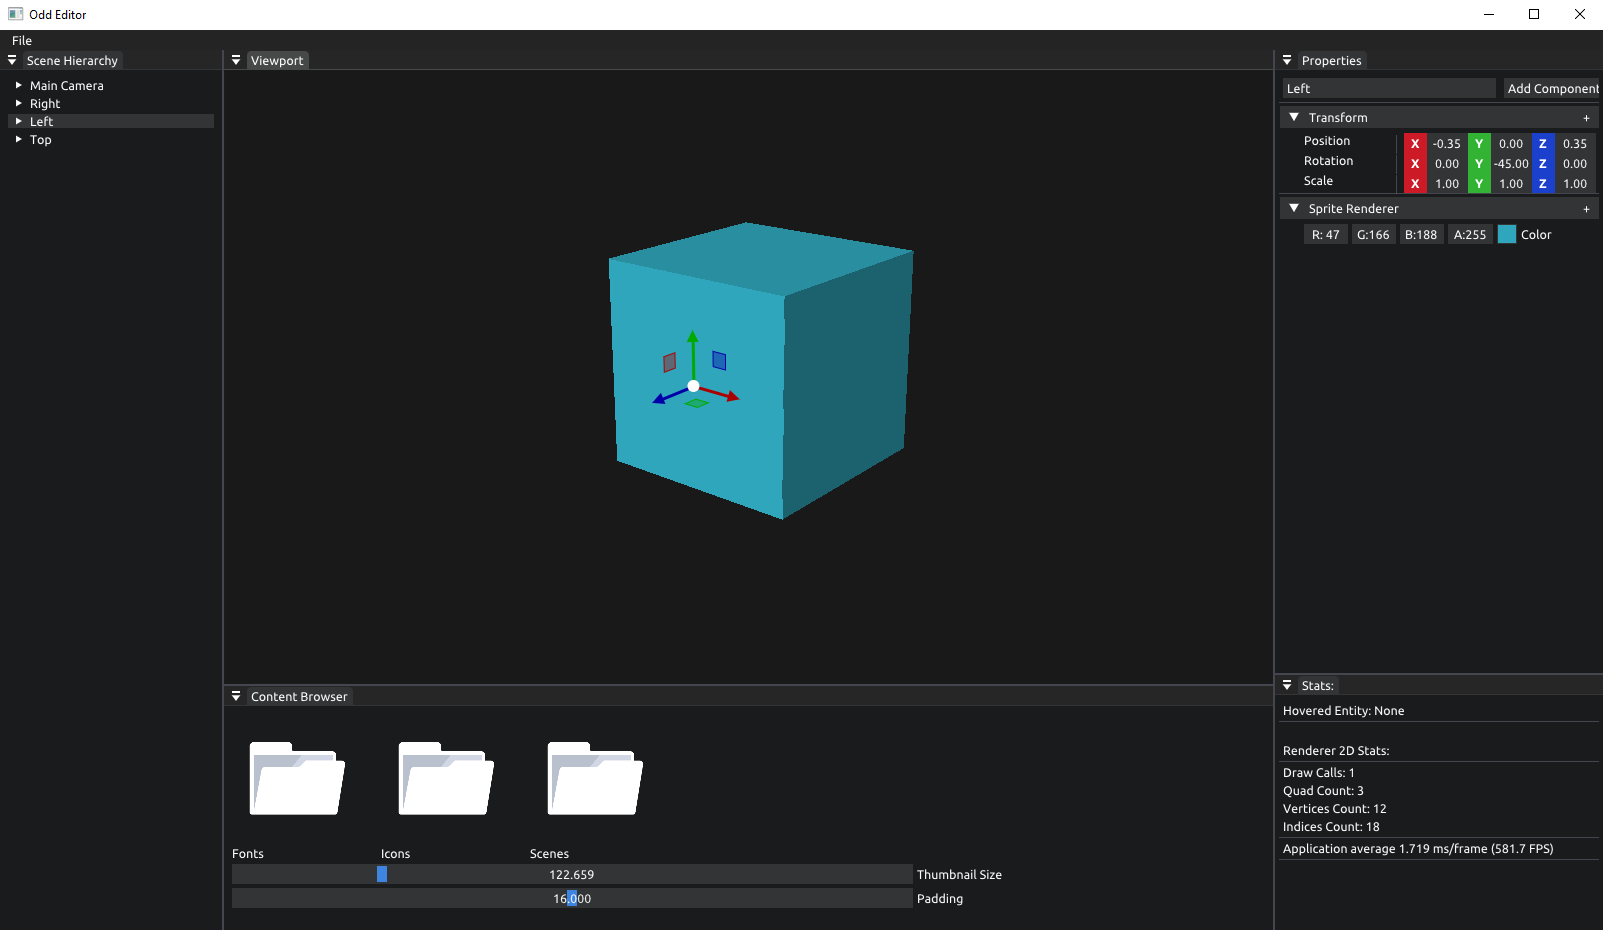 Odd Editor
File
Scene Hierarchy
Main Camera
Right
Left
Top
Viewport
Content Browser
Fonts Icons Scenes
122.659 Thumbnail Size
16.000 Padding
Properties
Left Add Component
Transform +
Position X -0.35 Y 0.00 Z 0.35
Rotation X 0.00 Y -45.00 Z 0.00
Scale X 1.00 Y 1.00 Z 1.00
Sprite Renderer +
R: 47 G:166 B:188 A:255 Color
Stats:
Hovered Entity: None
Renderer 2D Stats:
Draw Calls: 1
Quad Count: 3
Vertices Count: 12
Indices Count: 18
Application average 1.719 ms/frame (581.7 FPS)